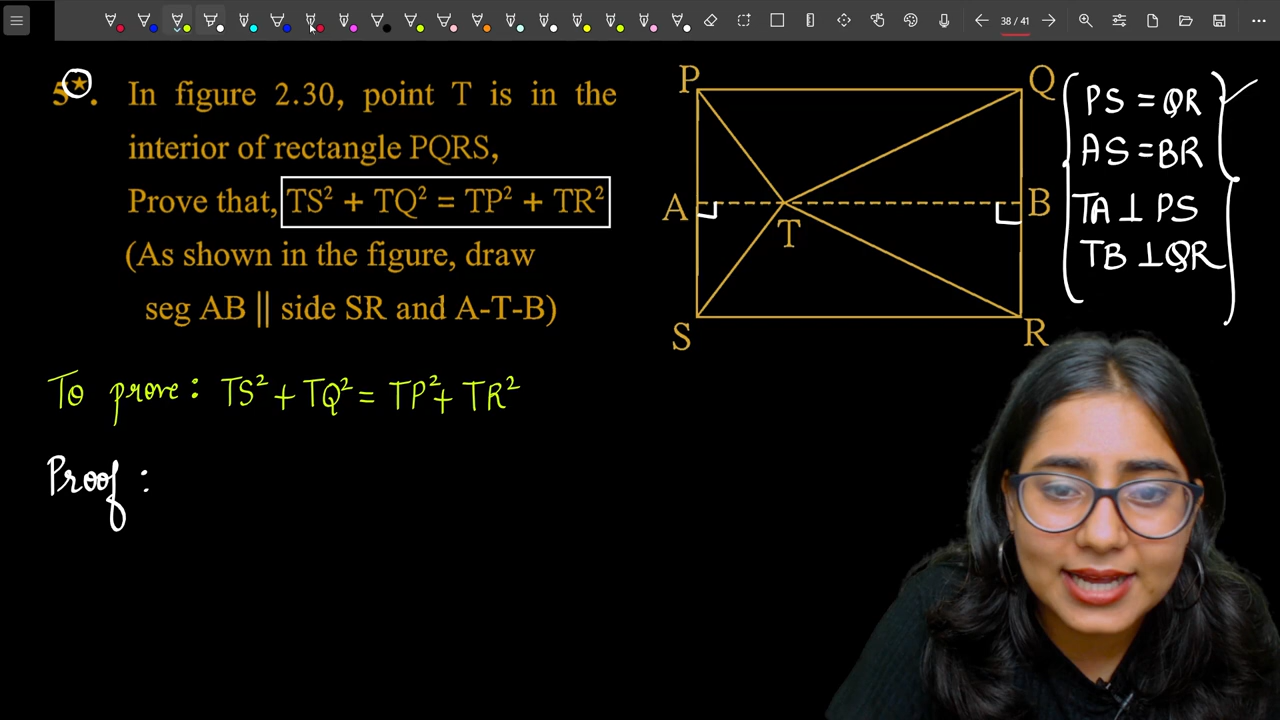 38 / 41
5*. In figure 2.30, point T is in the
interior of rectangle PQRS,
Prove that, TS² + TQ² = TP² + TR²
(As shown in the figure, draw
seg AB || side SR and A-T-B)
P
Q
A
T
B
S
R
PS = QR
AS = BR
TA ⊥ PS
TB ⊥ QR
To prove: TS² + TQ² = TP² + TR²
Proof :